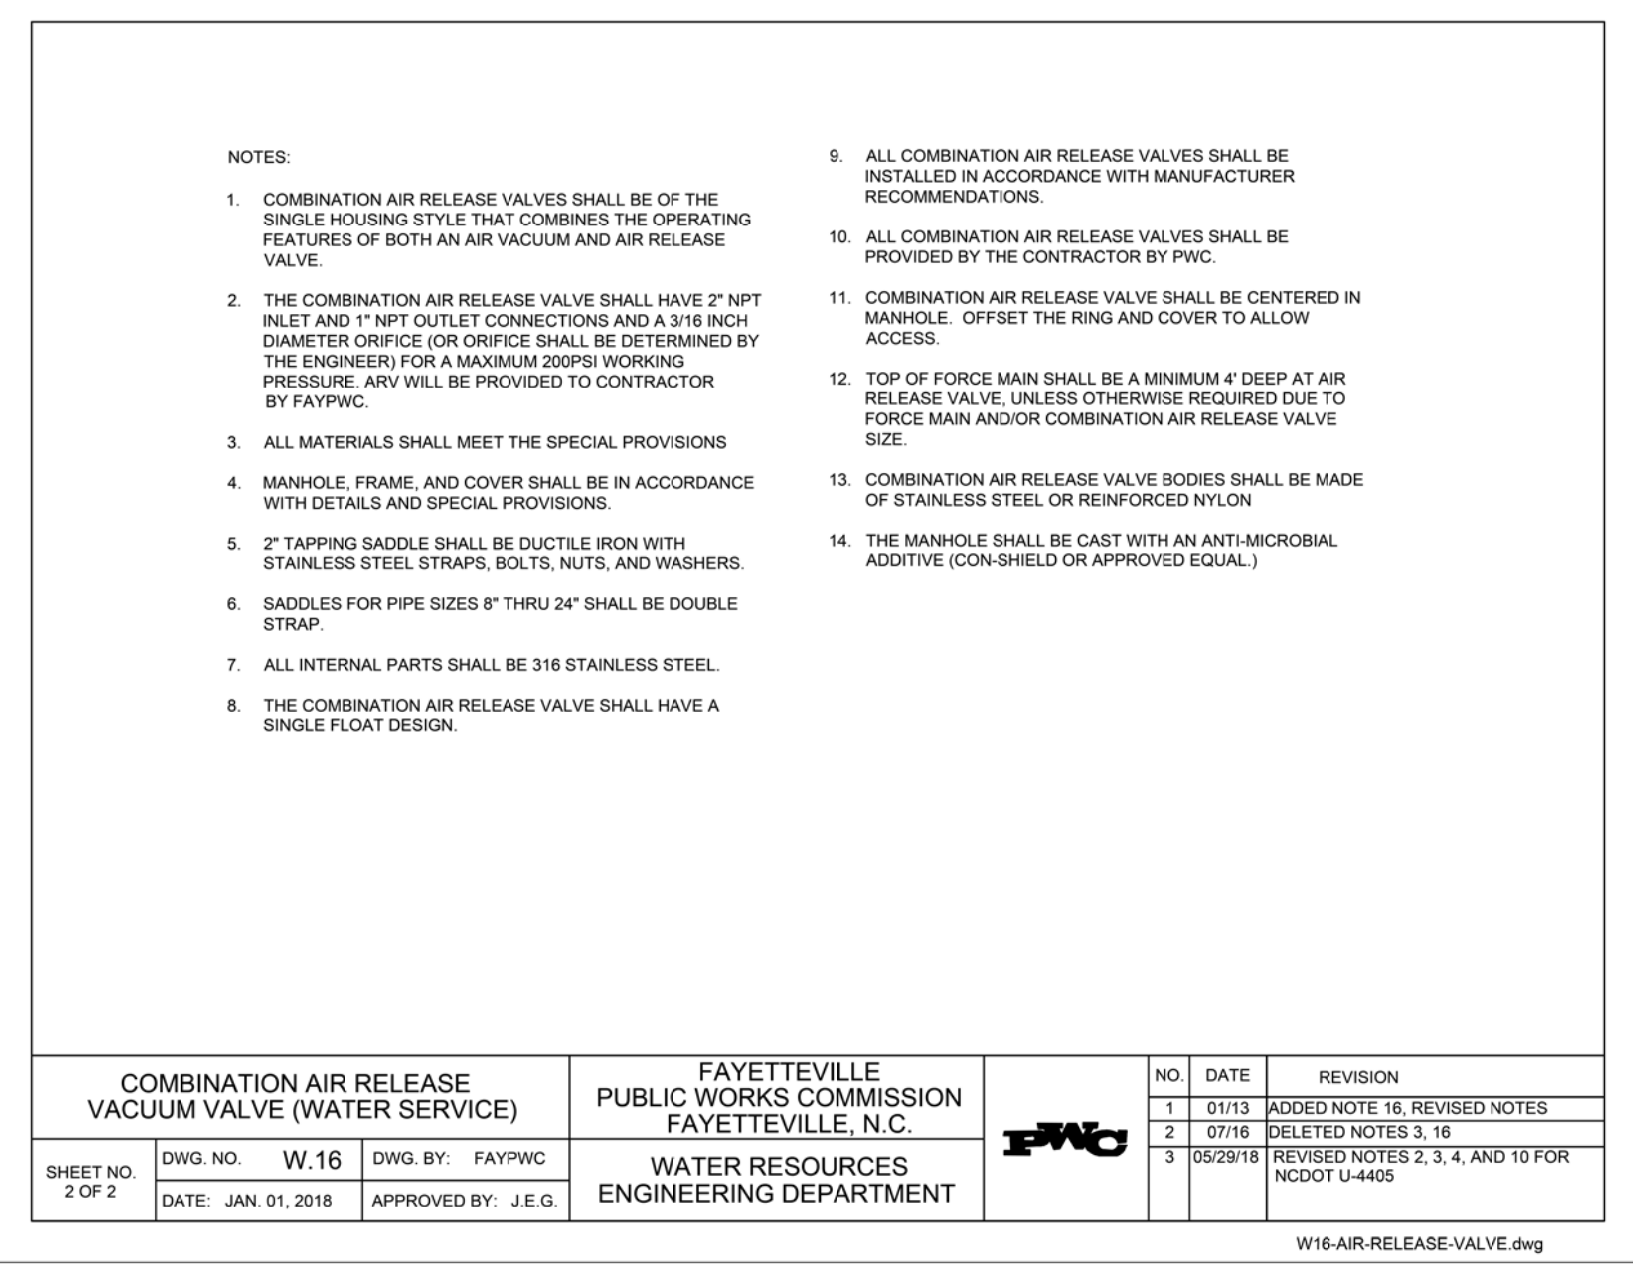 NOTES:
1. COMBINATION AIR RELEASE VALVES SHALL BE OF THE
SINGLE HOUSING STYLE THAT COMBINES THE OPERATING
FEATURES OF BOTH AN AIR VACUUM AND AIR RELEASE
VALVE.
2. THE COMBINATION AIR RELEASE VALVE SHALL HAVE 2" NPT
INLET AND 1" NPT OUTLET CONNECTIONS AND A 3/16 INCH
DIAMETER ORIFICE (OR ORIFICE SHALL BE DETERMINED BY
THE ENGINEER) FOR A MAXIMUM 200PSI WORKING
PRESSURE. ARV WILL BE PROVIDED TO CONTRACTOR
BY FAYPWC.
3. ALL MATERIALS SHALL MEET THE SPECIAL PROVISIONS
4. MANHOLE, FRAME, AND COVER SHALL BE IN ACCORDANCE
WITH DETAILS AND SPECIAL PROVISIONS.
5. 2" TAPPING SADDLE SHALL BE DUCTILE IRON WITH
STAINLESS STEEL STRAPS, BOLTS, NUTS, AND WASHERS.
6. SADDLES FOR PIPE SIZES 8" THRU 24" SHALL BE DOUBLE
STRAP.
7. ALL INTERNAL PARTS SHALL BE 316 STAINLESS STEEL.
8. THE COMBINATION AIR RELEASE VALVE SHALL HAVE A
SINGLE FLOAT DESIGN.
9. ALL COMBINATION AIR RELEASE VALVES SHALL BE
INSTALLED IN ACCORDANCE WITH MANUFACTURER
RECOMMENDATIONS.
10. ALL COMBINATION AIR RELEASE VALVES SHALL BE
PROVIDED BY THE CONTRACTOR BY PWC.
11. COMBINATION AIR RELEASE VALVE SHALL BE CENTERED IN
MANHOLE. OFFSET THE RING AND COVER TO ALLOW
ACCESS.
12. TOP OF FORCE MAIN SHALL BE A MINIMUM 4' DEEP AT AIR
RELEASE VALVE, UNLESS OTHERWISE REQUIRED DUE TO
FORCE MAIN AND/OR COMBINATION AIR RELEASE VALVE
SIZE.
13. COMBINATION AIR RELEASE VALVE BODIES SHALL BE MADE
OF STAINLESS STEEL OR REINFORCED NYLON
14. THE MANHOLE SHALL BE CAST WITH AN ANTI-MICROBIAL
ADDITIVE (CON-SHIELD OR APPROVED EQUAL.)
COMBINATION AIR RELEASE
VACUUM VALVE (WATER SERVICE)
SHEET NO.
2 OF 2
DWG. NO. W.16
DWG. BY: FAYPWC
DATE: JAN. 01, 2018
APPROVED BY: J.E.G.
FAYETTEVILLE
PUBLIC WORKS COMMISSION
FAYETTEVILLE, N.C.
WATER RESOURCES
ENGINEERING DEPARTMENT
PWC
NO. DATE REVISION
1 01/13 ADDED NOTE 16, REVISED NOTES
2 07/16 DELETED NOTES 3, 16
3 05/29/18 REVISED NOTES 2, 3, 4, AND 10 FOR
NCDOT U-4405
W16-AIR-RELEASE-VALVE.dwg